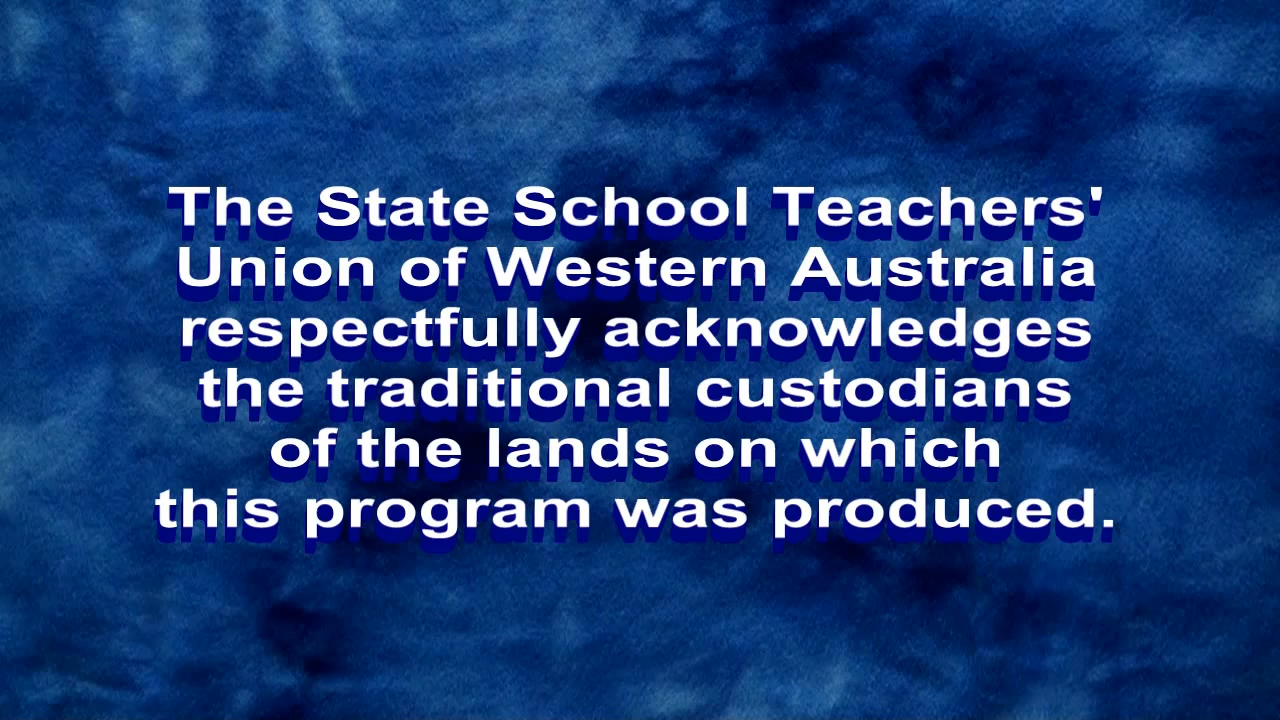 The State School Teachers'
Union of Western Australia
respectfully acknowledges
the traditional custodians
of the lands on which
this program was produced.